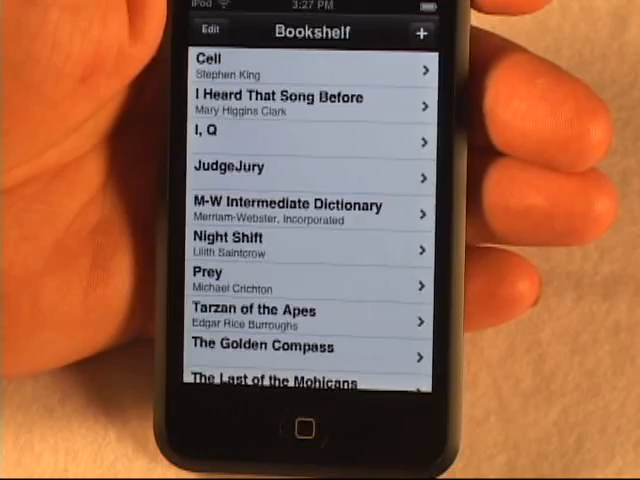 iPod 3:27 PM
Edit Bookshelf +
Cell
Stephen King
I Heard That Song Before
Mary Higgins Clark
I, Q
JudgeJury
M-W Intermediate Dictionary
Merriam-Webster, Incorporated
Night Shift
Lilith Saintcrow
Prey
Michael Crichton
Tarzan of the Apes
Edgar Rice Burroughs
The Golden Compass
The Last of the Mohicans